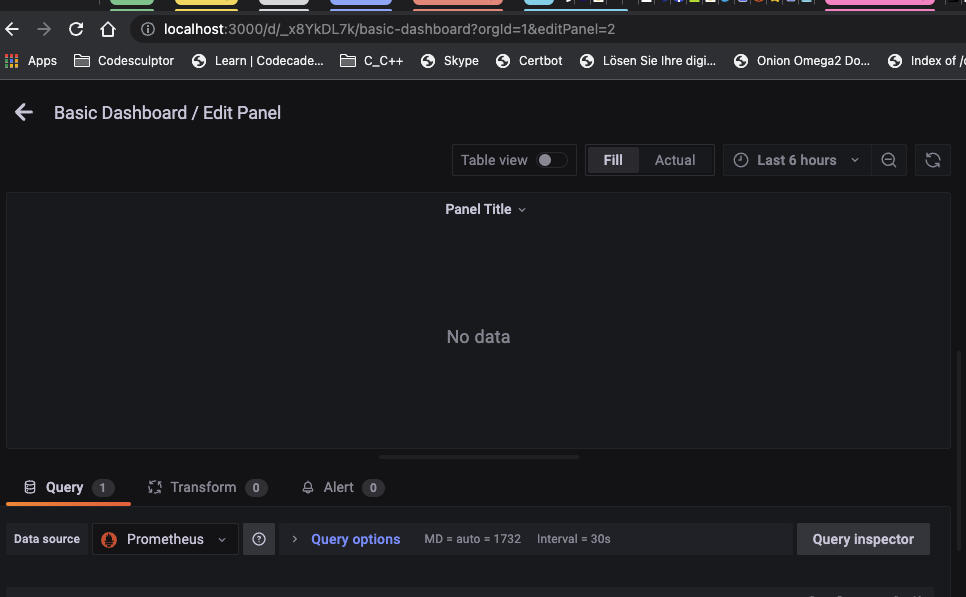 localhost:3000/d/_x8YkDL7k/basic-dashboard?orgId=1&editPanel=2
Apps Codesculptor Learn | Codecade... C_C++ Skype Certbot Lösen Sie Ihre digi... Onion Omega2 Do... Index of /
Basic Dashboard / Edit Panel
Table view Fill Actual Last 6 hours
Panel Title
No data
Query 1 Transform 0 Alert 0
Data source Prometheus Query options MD = auto = 1732 Interval = 30s Query inspector